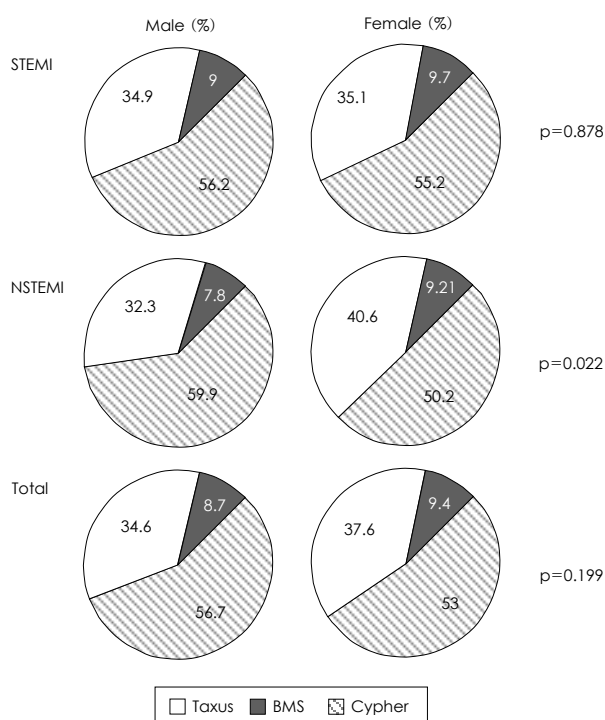 Male (%) Female (%)
STEMI
34.9 9 56.2
35.1 9.7 55.2
p=0.878
NSTEMI
32.3 7.8 59.9
40.6 9.21 50.2
p=0.022
Total
34.6 8.7 56.7
37.6 9.4 53
p=0.199
Taxus BMS Cypher